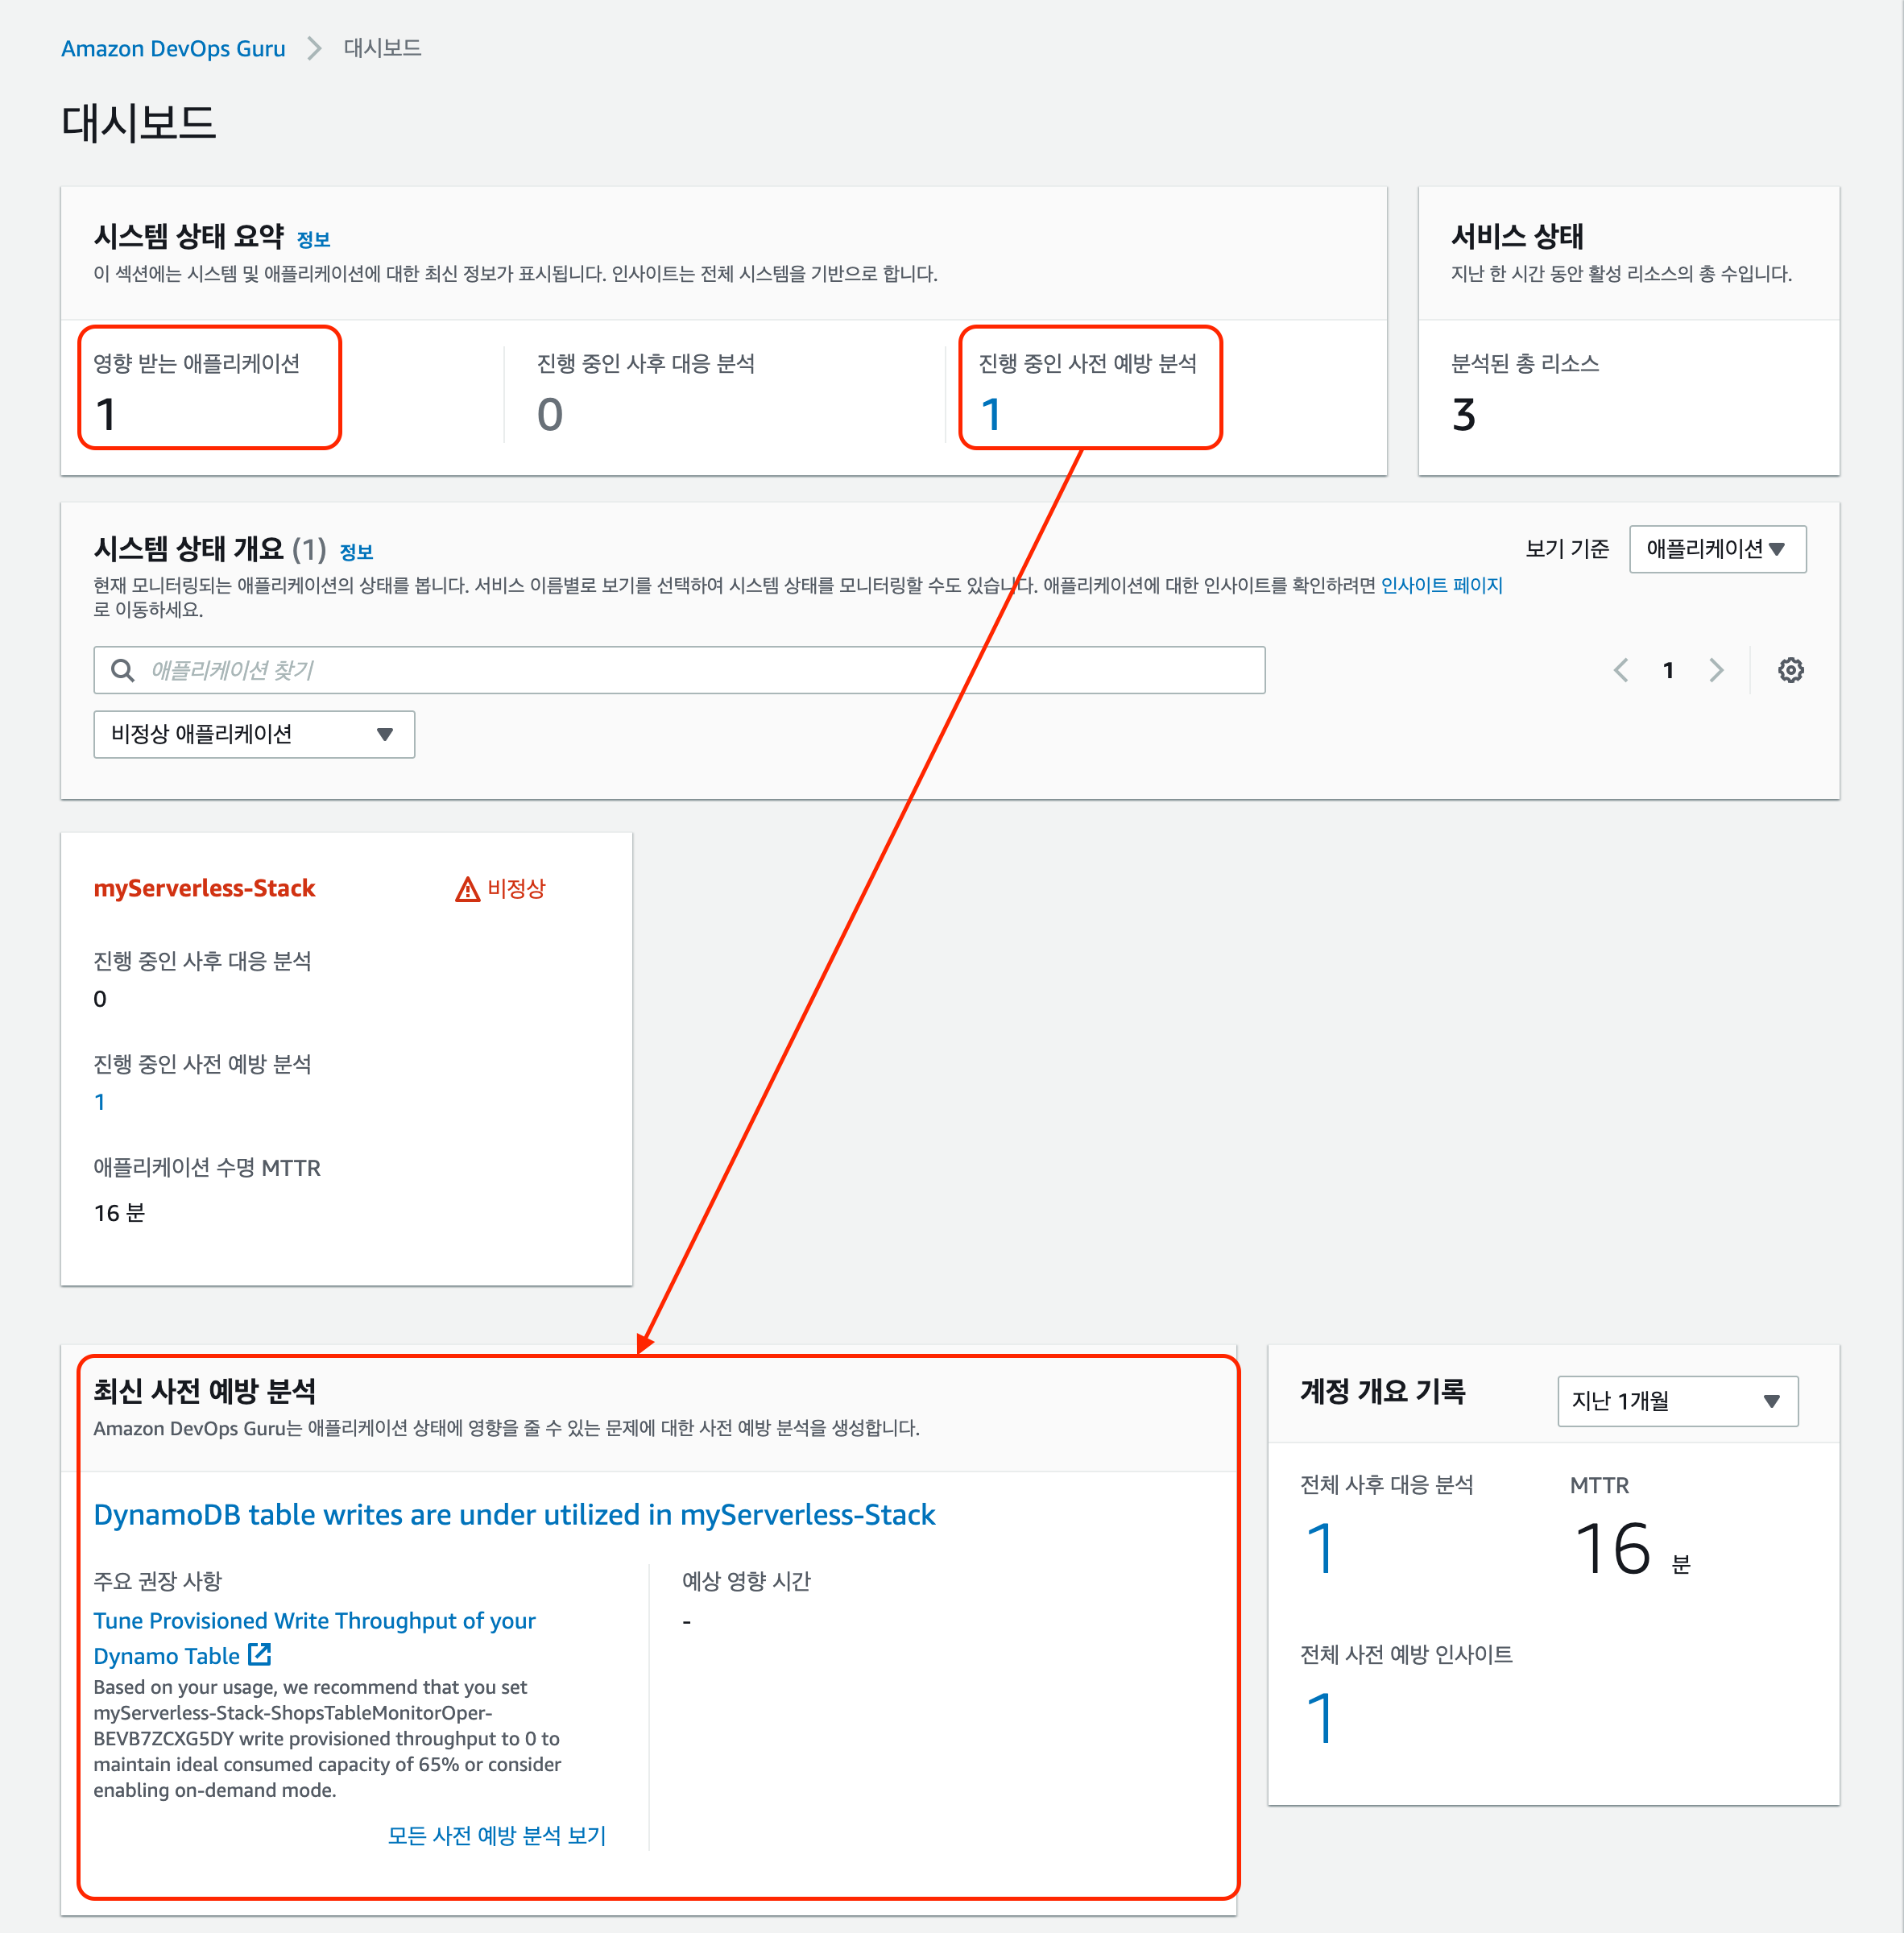 Amazon DevOps Guru
대시보드
대시보드
시스템 상태 요약 정보
이 섹션에는 시스템 및 애플리케이션에 대한 최신 정보가 표시됩니다. 인사이트는 전체 시스템을 기반으로 합니다.
영향 받는 애플리케이션
1
진행 중인 사후 대응 분석
0
진행 중인 사전 예방 분석
1
서비스 상태
지난 한 시간 동안 활성 리소스의 총 수입니다.
분석된 총 리소스
3
시스템 상태 개요 (1) 정보
현재 모니터링되는 애플리케이션의 상태를 봅니다. 서비스 이름별로 보기를 선택하여 시스템 상태를 모니터링할 수도 있습니다. 애플리케이션에 대한 인사이트를 확인하려면 인사이트 페이지
로 이동하세요.
보기 기준
애플리케이션
애플리케이션 찾기
1
비정상 애플리케이션
myServerless-Stack
비정상
진행 중인 사후 대응 분석
0
진행 중인 사전 예방 분석
1
애플리케이션 수명 MTTR
16 분
최신 사전 예방 분석
Amazon DevOps Guru는 애플리케이션 상태에 영향을 줄 수 있는 문제에 대한 사전 예방 분석을 생성합니다.
DynamoDB table writes are under utilized in myServerless-Stack
주요 권장 사항
Tune Provisioned Write Throughput of your
Dynamo Table
Based on your usage, we recommend that you set
myServerless-Stack-ShopsTableMonitorOper-
BEVB7ZCXG5DY write provisioned throughput to 0 to
maintain ideal consumed capacity of 65% or consider
enabling on-demand mode.
예상 영향 시간
-
모든 사전 예방 분석 보기
계정 개요 기록
지난 1개월
전체 사후 대응 분석
1
MTTR
16 분
전체 사전 예방 인사이트
1